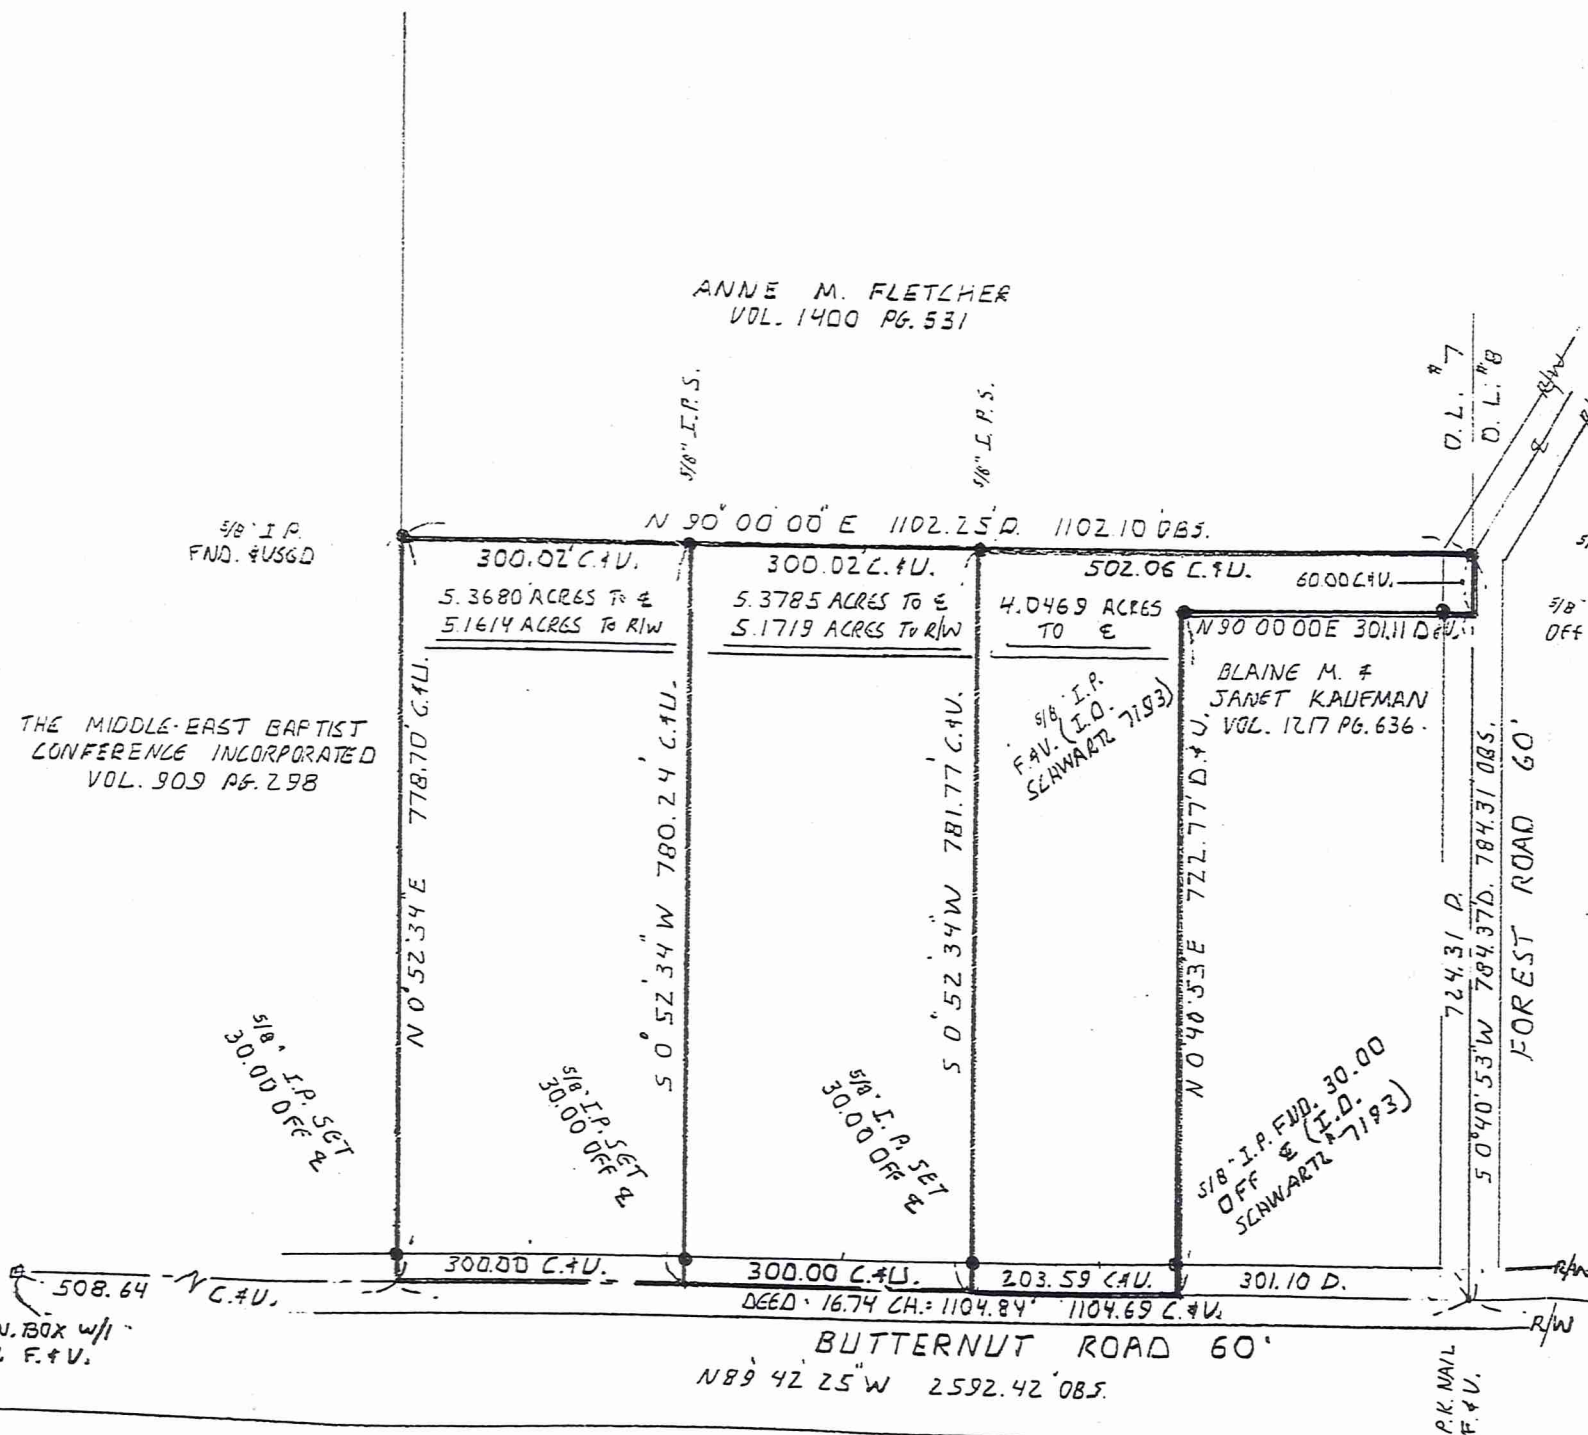 ANNE M. FLETCHER
VOL. 1400 PG. 531
5/8" I.P.S.
5/8" I.P.S.
O.L. #7
O.L. #8
R/W
℄
5/8" I.P.
FND. & USED
N 90° 00' 00" E 1102.25' D. 1102.10' OBS.
300.02' C.&U.
300.02' C.&U.
502.06 C.&U.
60.00 C&U.
5.3680 ACRES TO ℄
5.1614 ACRES TO R/W
5.3785 ACRES TO ℄
5.1719 ACRES TO R/W
4.0469 ACRES
TO ℄
N 90 00 00 E 301.11 D&U.
5/8"
OFF
THE MIDDLE-EAST BAPTIST
CONFERENCE INCORPORATED
VOL. 909 PG. 298
BLAINE M. &
JANET KAUFMAN
VOL. 1217 PG. 636.
5/8" I.P.
F.&U. (I.D.
SCHWARTZ 7193)
N 0° 52' 34" E 778.70' C.&U.
S 0° 52' 34" W 780.24' C.&U.
S 0° 52' 34" W 781.77' C.&U.
N 0° 40' 53" E 722.77' D.&U.
724.31 D.
S 0° 40' 53" W 784.37' D. 784.31 OBS.
FOREST ROAD 60'
5/8" I.P. SET
30.00 OFF ℄
5/8" I.P. SET
30.00 OFF ℄
5/8" I.P. SET
30.00 OFF ℄
5/8" I.P. FND. 30.00
OFF ℄ (I.D.
SCHWARTZ #7193)
508.64 C.&U.
300.00 C.&U.
300.00 C.&U.
203.59 C&U.
301.10 D.
R/W
DEED: 16.74 CH.= 1104.84' 1104.69 C.&U.
BOX W/1"
F.&U.
BUTTERNUT ROAD 60'
R/W
N 89° 42' 25" W 2592.42' OBS.
P.K. NAIL
F.&U.